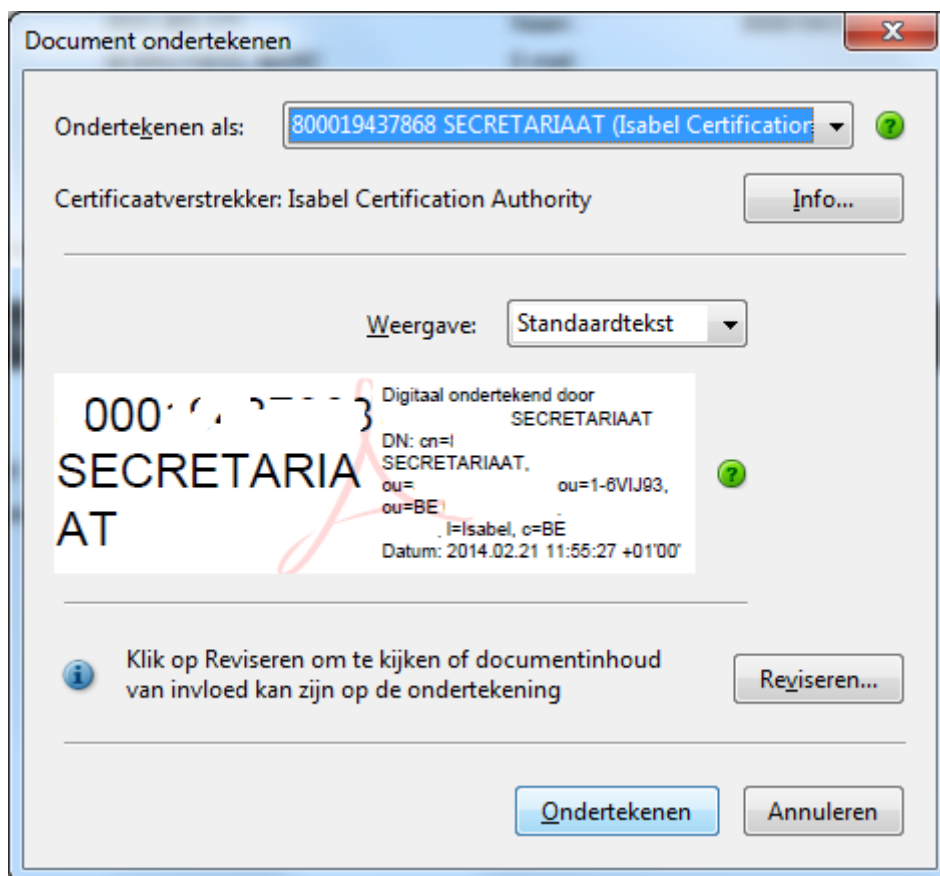 Document ondertekenen
Ondertekenen als: 800019437868 SECRETARIAAT (Isabel Certification
Certificaatverstrekker: Isabel Certification Authority Info...
Weergave: Standaardtekst
SECRETARIA
AT
Digitaal ondertekend door
SECRETARIAAT
DN: cn=
SECRETARIAAT,
ou= ou=1-6VIJ93,
ou=BE
l=Isabel, c=BE
Datum: 2014.02.21 11:55:27 +01'00'
Klik op Reviseren om te kijken of documentinhoud
van invloed kan zijn op de ondertekening
Reviseren...
Ondertekenen Annuleren